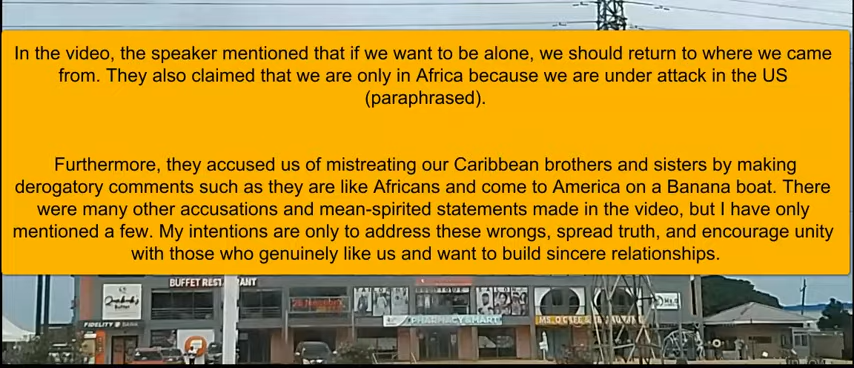 In the video, the speaker mentioned that if we want to be alone, we should return to where we came
from. They also claimed that we are only in Africa because we are under attack in the US
(paraphrased).
Furthermore, they accused us of mistreating our Caribbean brothers and sisters by making
derogatory comments such as they are like Africans and come to America on a Banana boat. There
were many other accusations and mean-spirited statements made in the video, but I have only
mentioned a few. My intentions are only to address these wrongs, spread truth, and encourage unity
with those who genuinely like us and want to build sincere relationships.
BUFFET RESTAURANT
FIDELITY BANK
PHARMACY MART